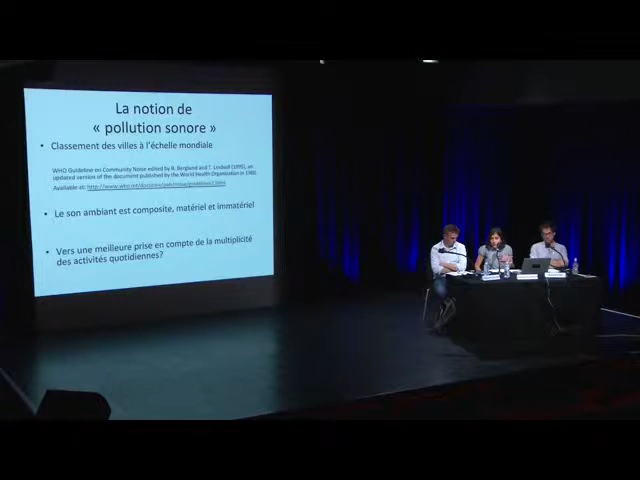 La notion de
« pollution sonore »
• Classement des villes à l'échelle mondiale
WHO Guideline on Community Noise edited by B. Berglund and T. Lindvall (1995), an
updated version of the document published by the World Health Organization in 1980.
Available at:
• Le son ambiant est composite, matériel et immatériel
• Vers une meilleure prise en compte de la multiplicité
des activités quotidiennes?